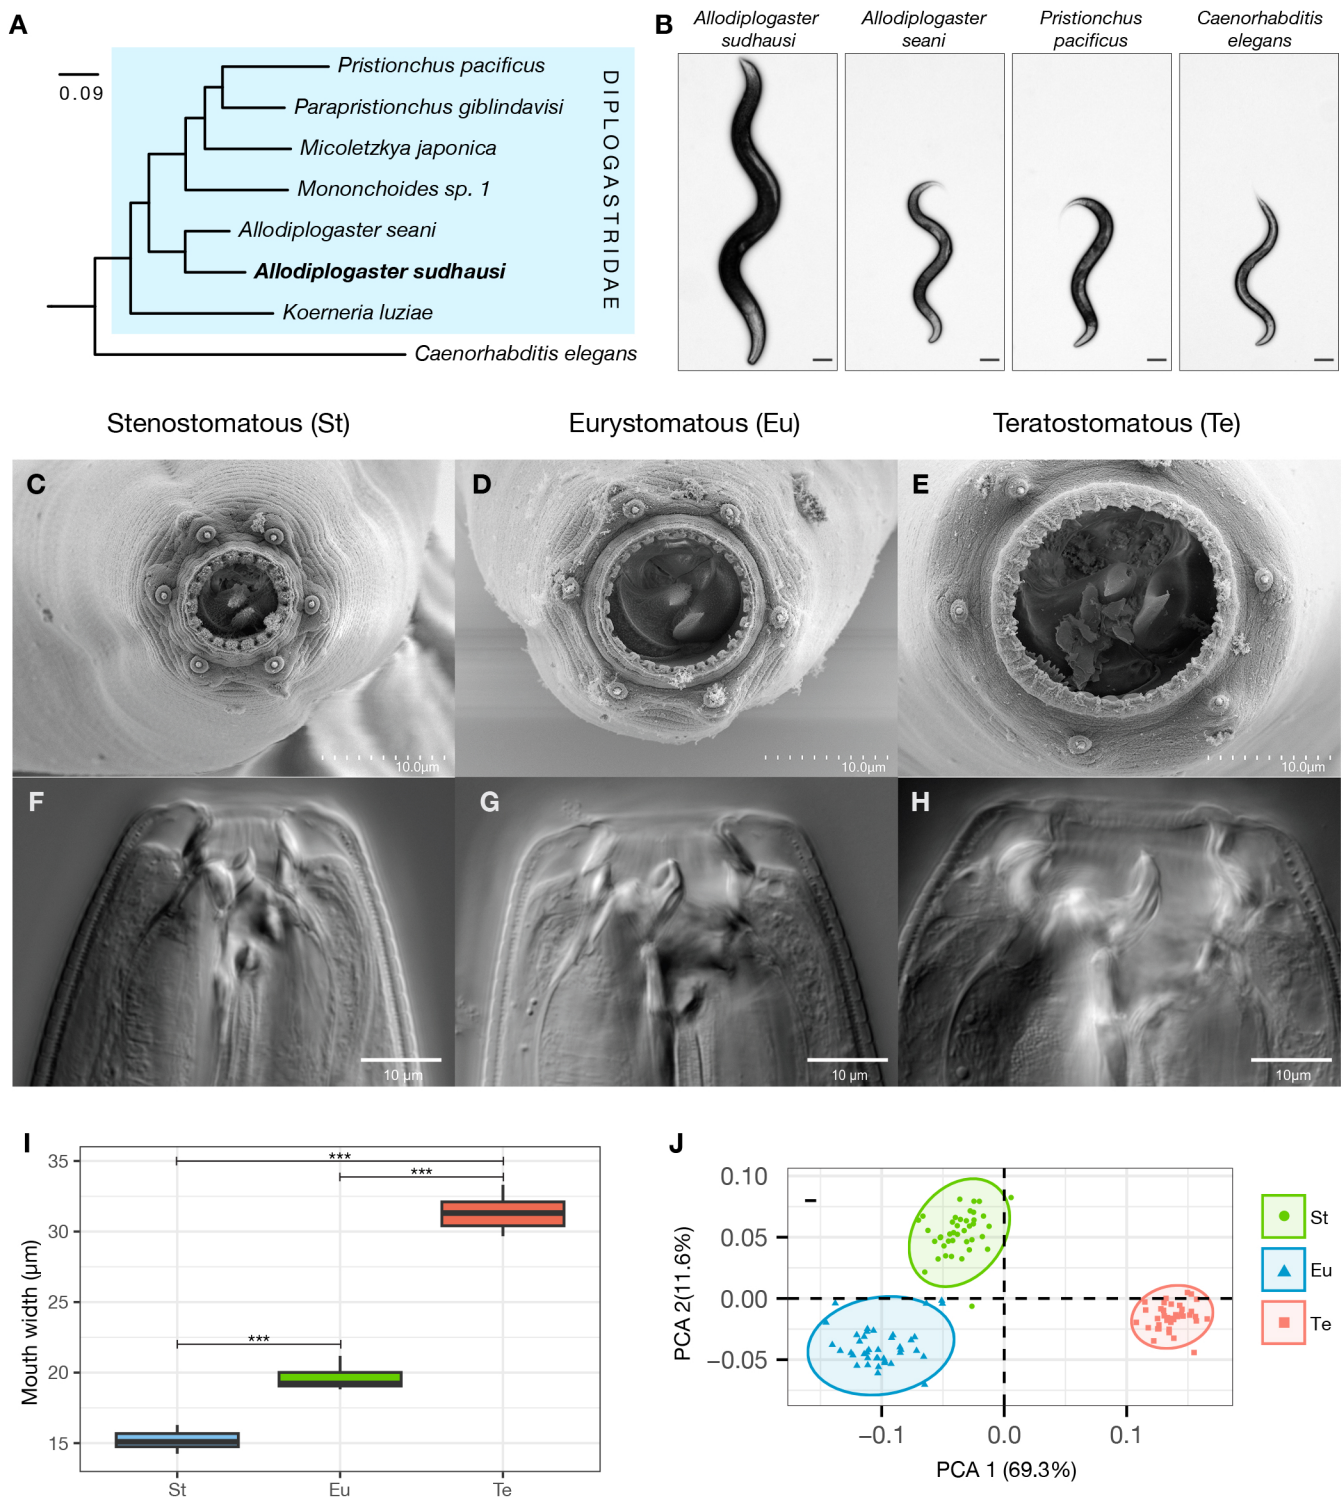 A
0.09
Pristionchus pacificus
Parapristionchus giblindavisi
Micoletzkya japonica
Mononchoides sp. 1
Allodiplogaster seani
Allodiplogaster sudhausi
Koerneria luziae
Caenorhabditis elegans
DIPLOGASTRIDAE
B
Allodiplogaster
sudhausi
Allodiplogaster
seani
Pristionchus
pacificus
Caenorhabditis
elegans
Stenostomatous (St)
Eurystomatous (Eu)
Teratostomatous (Te)
C
10.0µm
D
10.0µm
E
10.0µm
F
10 µm
G
10 µm
H
10µm
I
Mouth width (µm)
35
30
25
20
15
***
***
***
St
Eu
Te
J
PCA 2(11.6%)
0.10
0.05
0.00
−0.05
−0.1
0.0
0.1
PCA 1 (69.3%)
St
Eu
Te